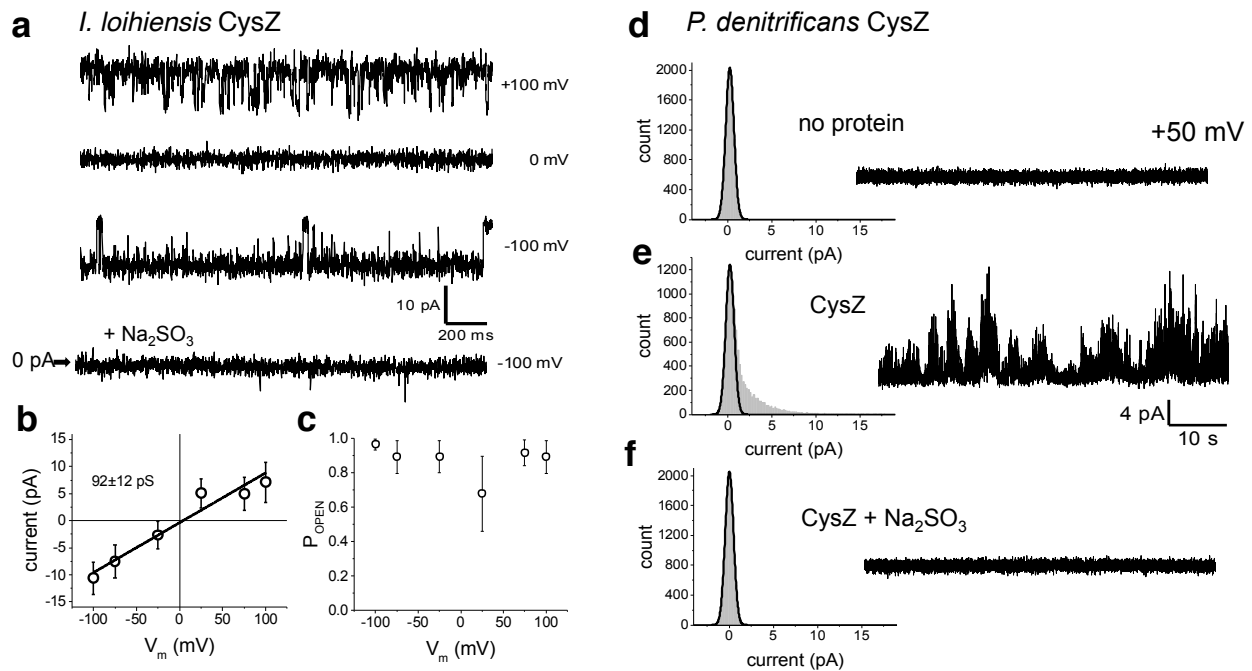 a
I. loihiensis CysZ
+100 mV
0 mV
-100 mV
10 pA
200 ms
+ Na₂SO₃
0 pA
-100 mV
b
15
10
5
0
-5
-10
-15
current (pA)
92±12 pS
-100 -50 0 50 100
Vₘ (mV)
c
1.0
0.8
0.6
0.4
0.2
0.0
P_OPEN
-100 -50 0 50 100
Vₘ (mV)
d
P. denitrificans CysZ
2000
1600
1200
800
400
0
count
no protein
+50 mV
0 5 10 15
current (pA)
e
1200
1000
800
600
400
200
0
count
CysZ
4 pA
10 s
0 5 10 15
current (pA)
f
2000
1600
1200
800
400
0
count
CysZ + Na₂SO₃
0 5 10 15
current (pA)